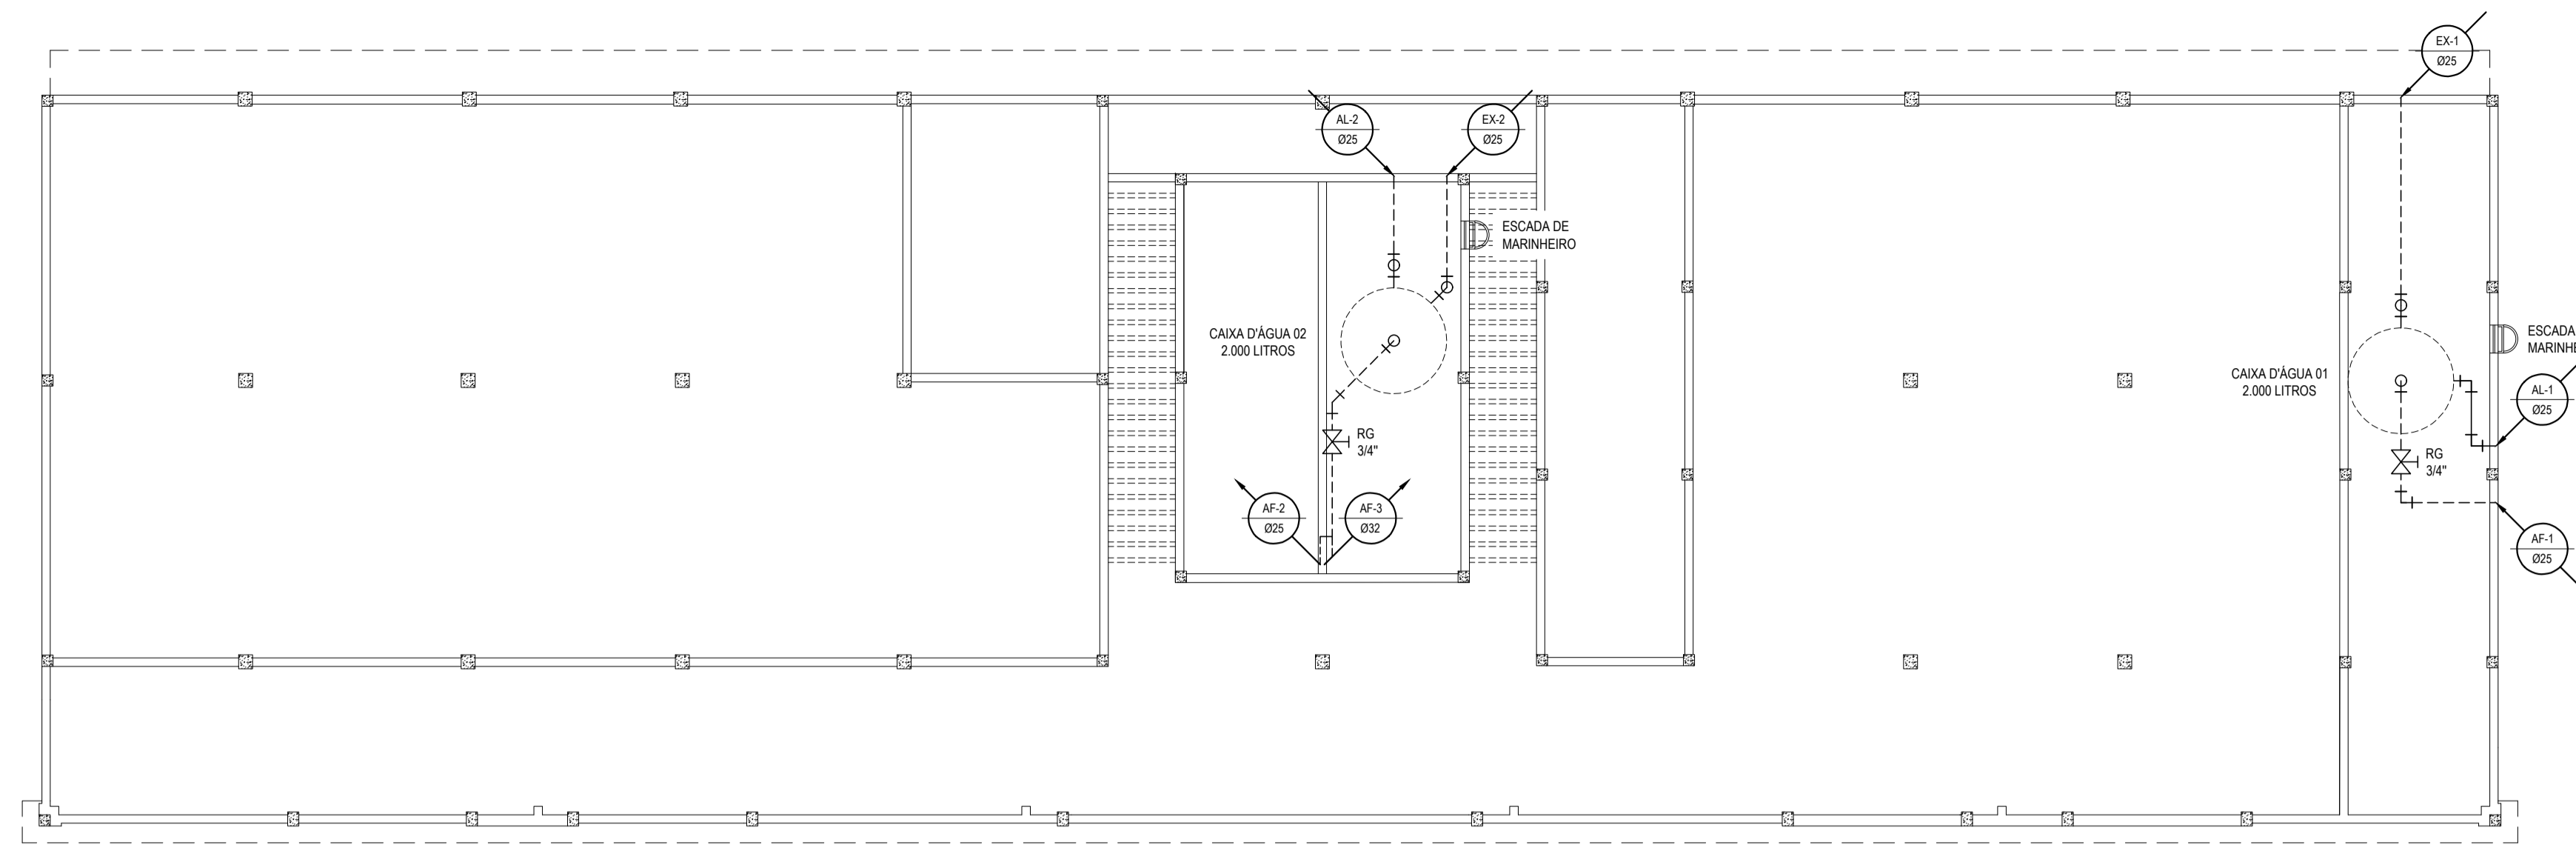 EX-1
Ø25
AL-2
Ø25
EX-2
Ø25
ESCADA DE
MARINHEIRO
CAIXA D'ÁGUA 02
2.000 LITROS
ESCADA
MARINHE
CAIXA D'ÁGUA 01
2.000 LITROS
AL-1
Ø25
RG
3/4"
RG
3/4"
AF-2
Ø25
AF-3
Ø32
AF-1
Ø25